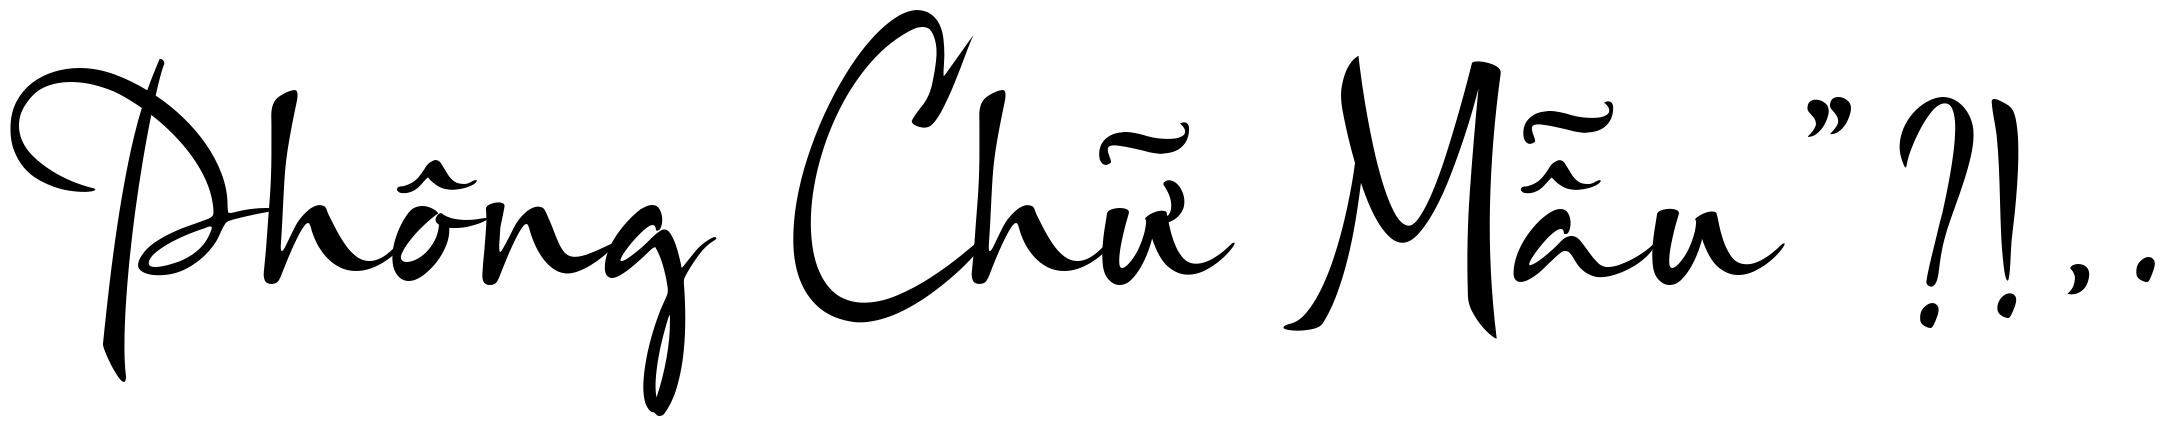 Phông Chữ Mẫu ”?!,.